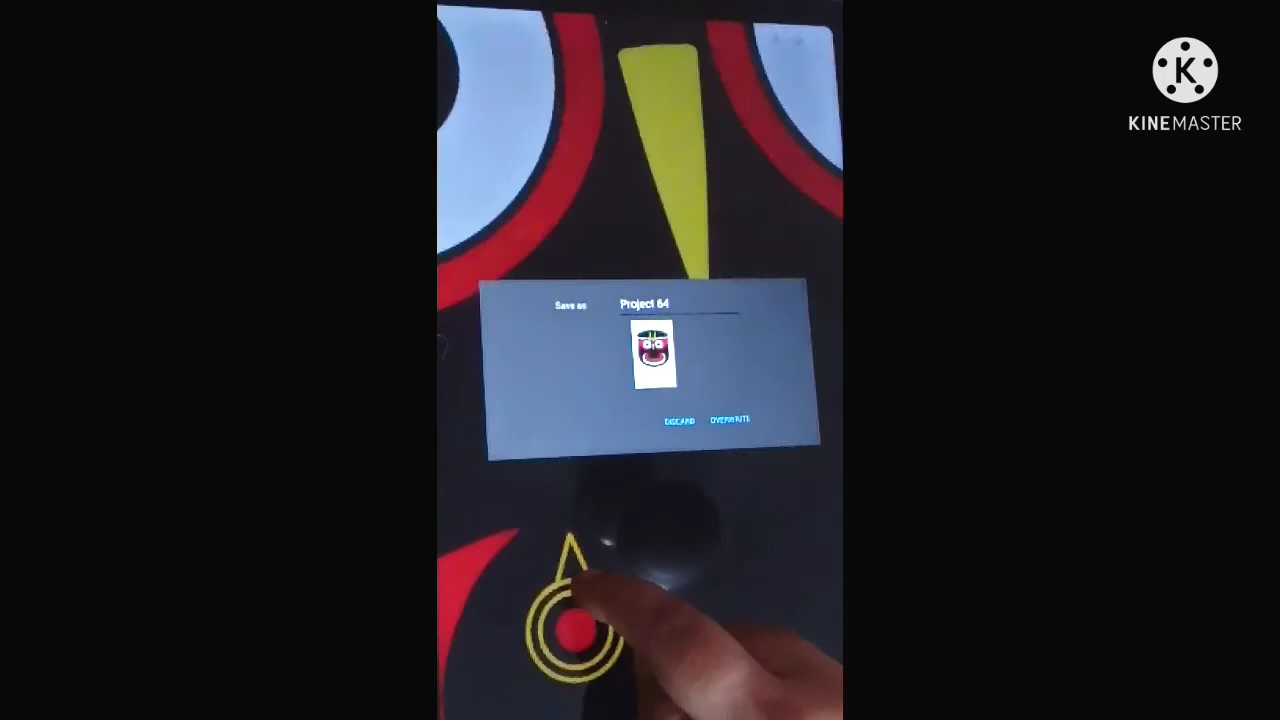 KINEMASTER
Save as
Project 64
DISCARD
OVERWRITE